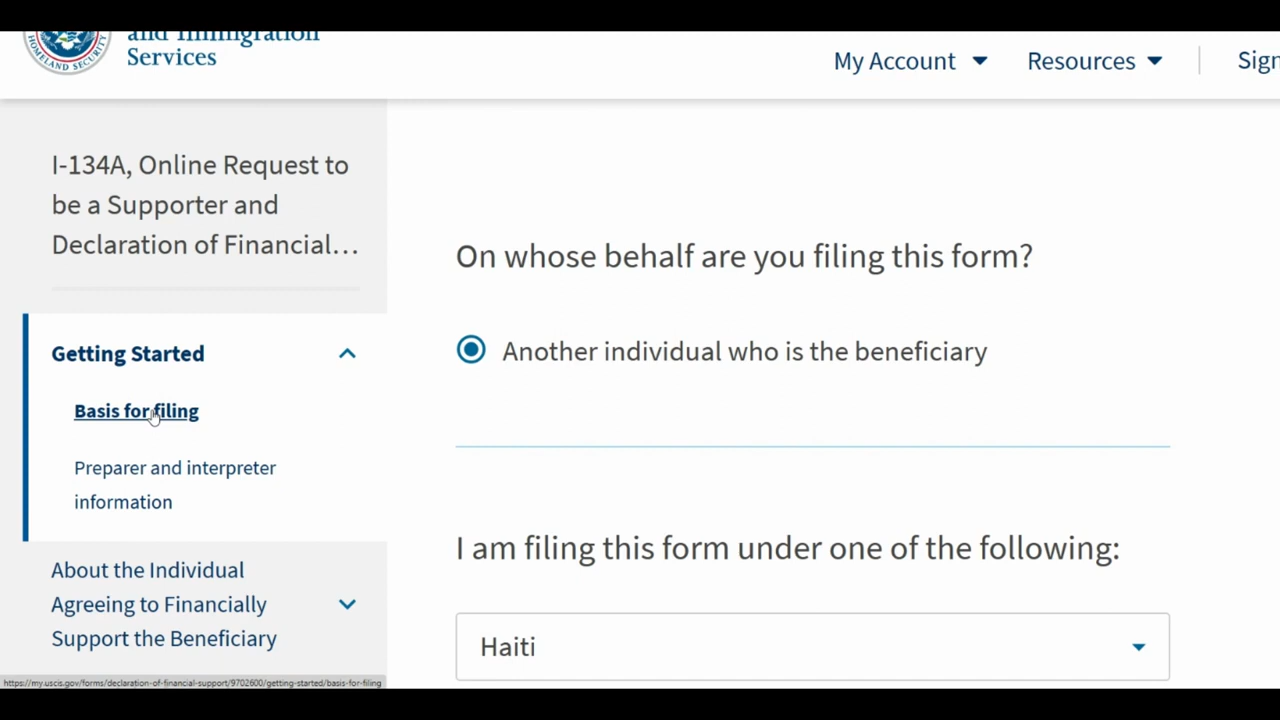 and Immigration
Services
HOMELAND SECURITY
My Account
Resources
Sign
I-134A, Online Request to
be a Supporter and
Declaration of Financial...
Getting Started
Basis for filing
Preparer and interpreter
information
About the Individual
Agreeing to Financially
Support the Beneficiary
On whose behalf are you filing this form?
Another individual who is the beneficiary
I am filing this form under one of the following:
Haiti
https://my.uscis.gov/forms/declaration-of-financial-support/9702600/getting-started/basis-for-filing